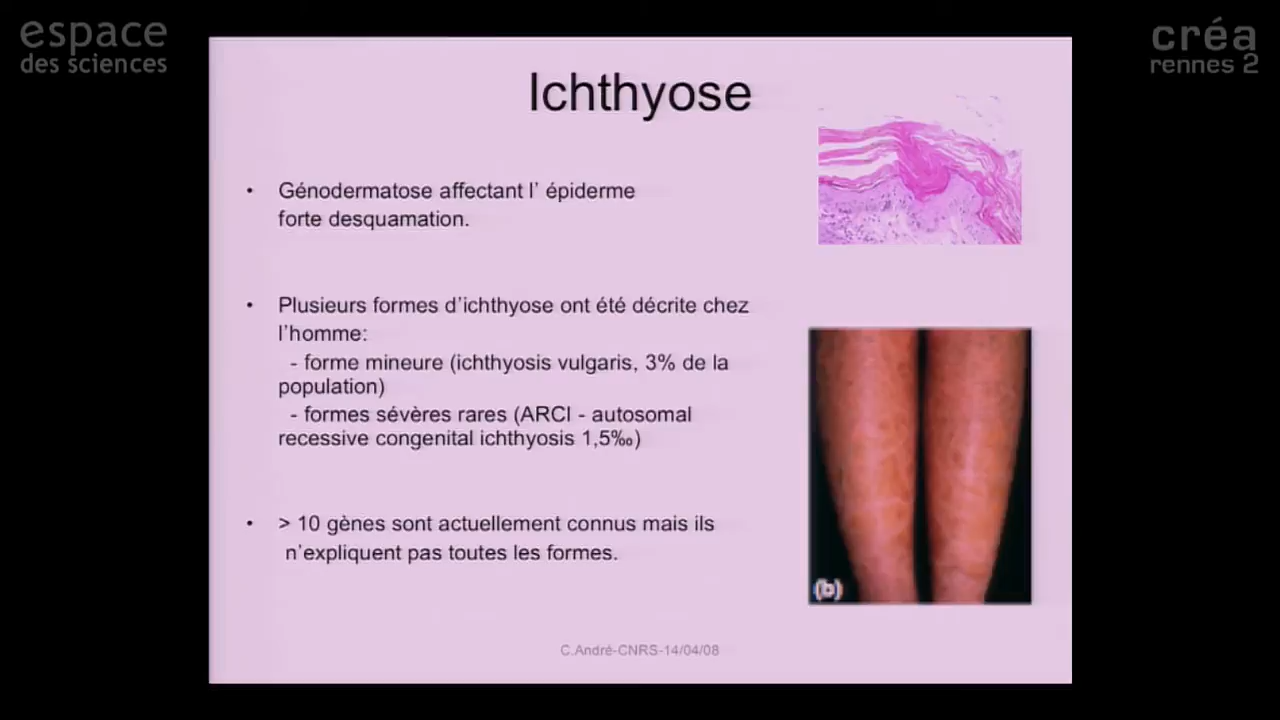 espace
des sciences
créa
rennes 2
Ichthyose
• Génodermatose affectant l’ épiderme
forte desquamation.
• Plusieurs formes d’ichthyose ont été décrite chez
l’homme:
- forme mineure (ichthyosis vulgaris, 3% de la
population)
- formes sévères rares (ARCI - autosomal
recessive congenital ichthyosis 1,5‰)
• > 10 gènes sont actuellement connus mais ils
n’expliquent pas toutes les formes.
(b)
C.André-CNRS-14/04/08